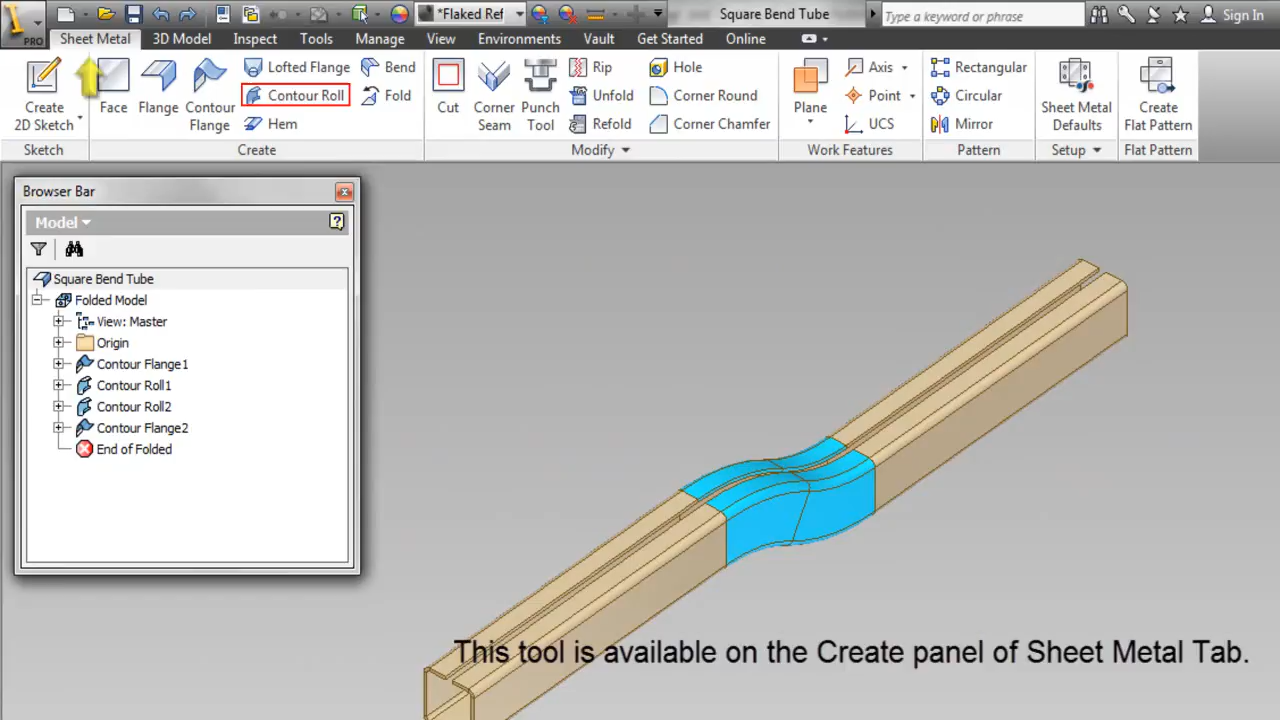 PRO
*Flaked Ref
Square Bend Tube
Type a keyword or phrase
Sign In
Sheet Metal
3D Model
Inspect
Tools
Manage
View
Environments
Vault
Get Started
Online
Create
2D Sketch
Face
Flange
Contour
Flange
Lofted Flange
Contour Roll
Hem
Bend
Fold
Cut
Corner
Seam
Punch
Tool
Rip
Unfold
Refold
Hole
Corner Round
Corner Chamfer
Plane
Axis
Point
UCS
Rectangular
Circular
Mirror
Sheet Metal
Defaults
Create
Flat Pattern
Sketch
Create
Modify
Work Features
Pattern
Setup
Flat Pattern
Browser Bar
Model
Square Bend Tube
Folded Model
View: Master
Origin
Contour Flange1
Contour Roll1
Contour Roll2
Contour Flange2
End of Folded
This tool is available on the Create panel of Sheet Metal Tab.